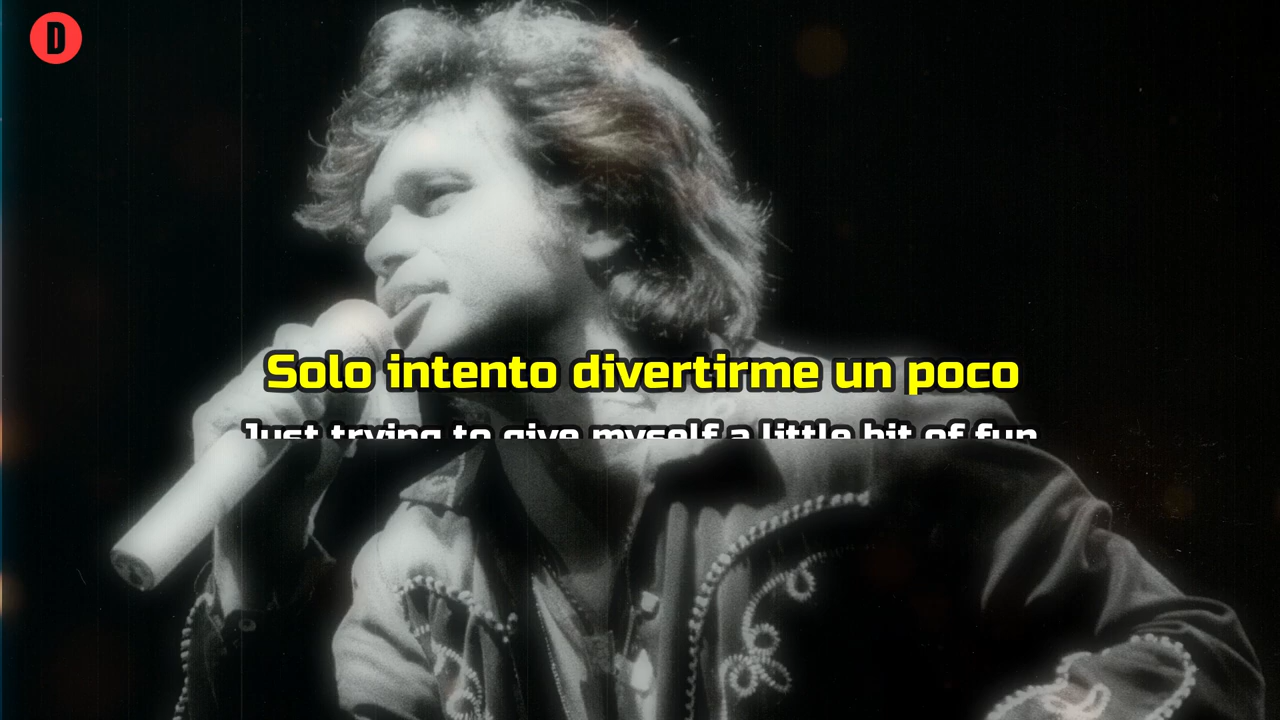 D
Solo intento divertirme un poco
Just trying to give myself a little bit of fun